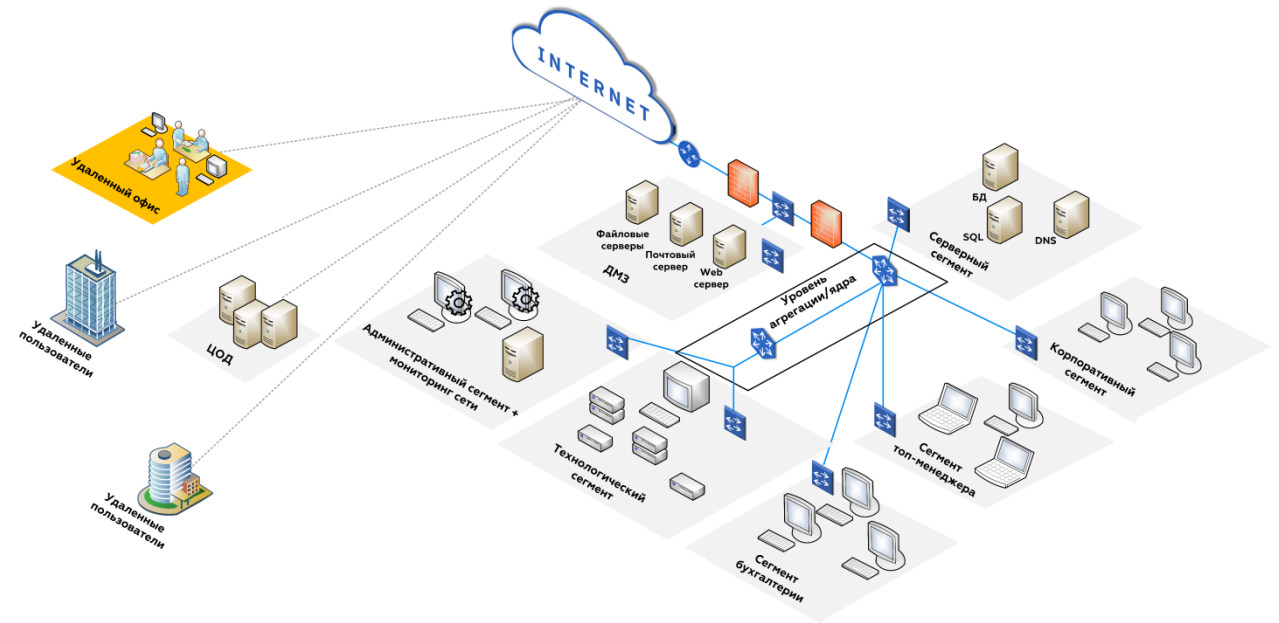 INTERNET
Удаленный офис
БД
SQL
DNS
Серверный
сегмент
Файловые
серверы
Почтовый
сервер
Web
сервер
ДМЗ
Уровень
агрегации/ядра
Удаленные
пользователи
ЦОД
Административный сегмент +
мониторинг сети
Корпоративный
сегмент
Сегмент
топ-менеджера
Технологический
сегмент
Удаленные
пользователи
Сегмент
бухгалтерии